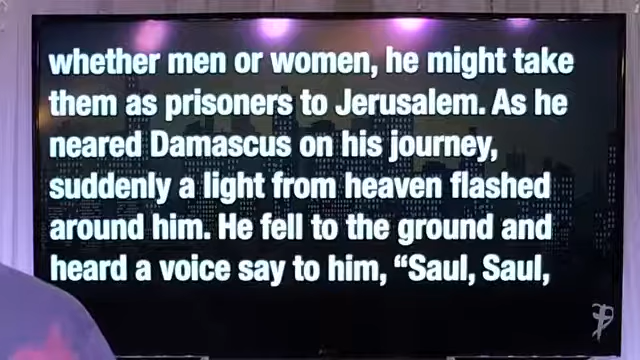 whether men or women, he might take
them as prisoners to Jerusalem. As he
neared Damascus on his journey,
suddenly a light from heaven flashed
around him. He fell to the ground and
heard a voice say to him, “Saul, Saul,